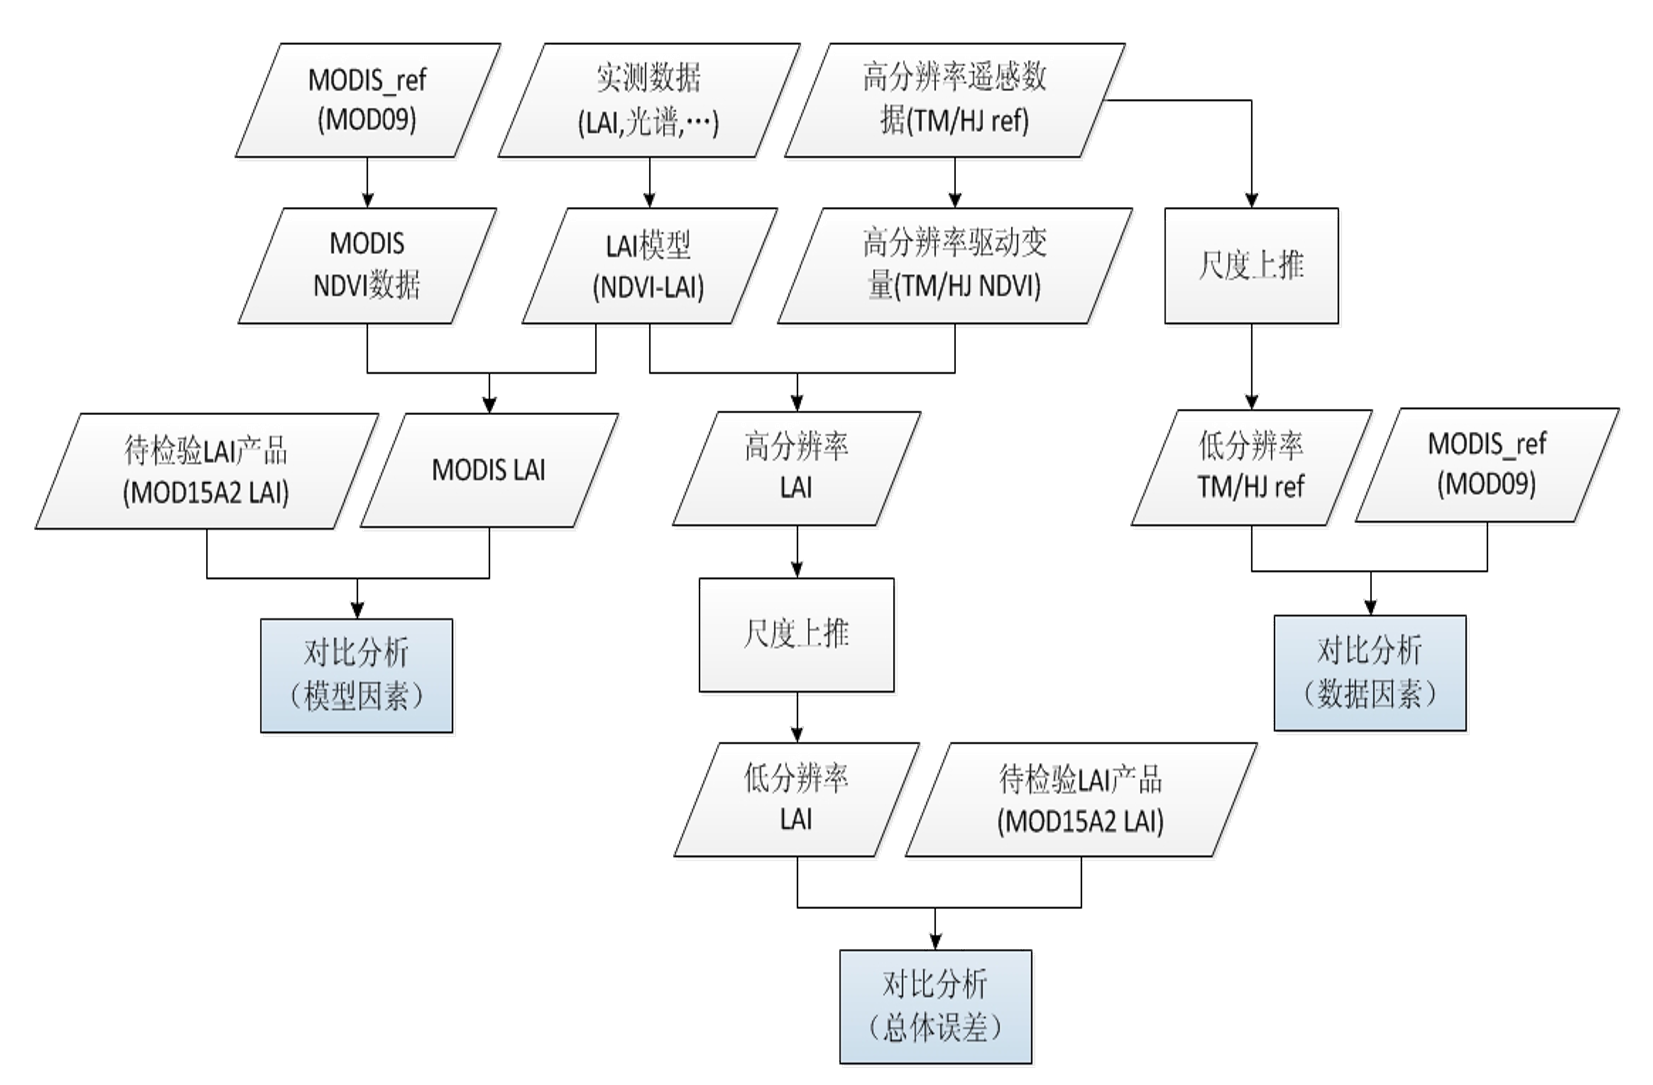 MODIS_ref
(MOD09)
实测数据
(LAI,光谱,…)
高分辨率遥感数
据(TM/HJ ref)
MODIS
NDVI数据
LAI模型
(NDVI-LAI)
高分辨率驱动变
量(TM/HJ NDVI)
尺度上推
待检验LAI产品
(MOD15A2 LAI)
MODIS LAI
高分辨率
LAI
低分辨率
TM/HJ ref
MODIS_ref
(MOD09)
对比分析
（模型因素）
尺度上推
对比分析
（数据因素）
低分辨率
LAI
待检验LAI产品
(MOD15A2 LAI)
对比分析
（总体误差）